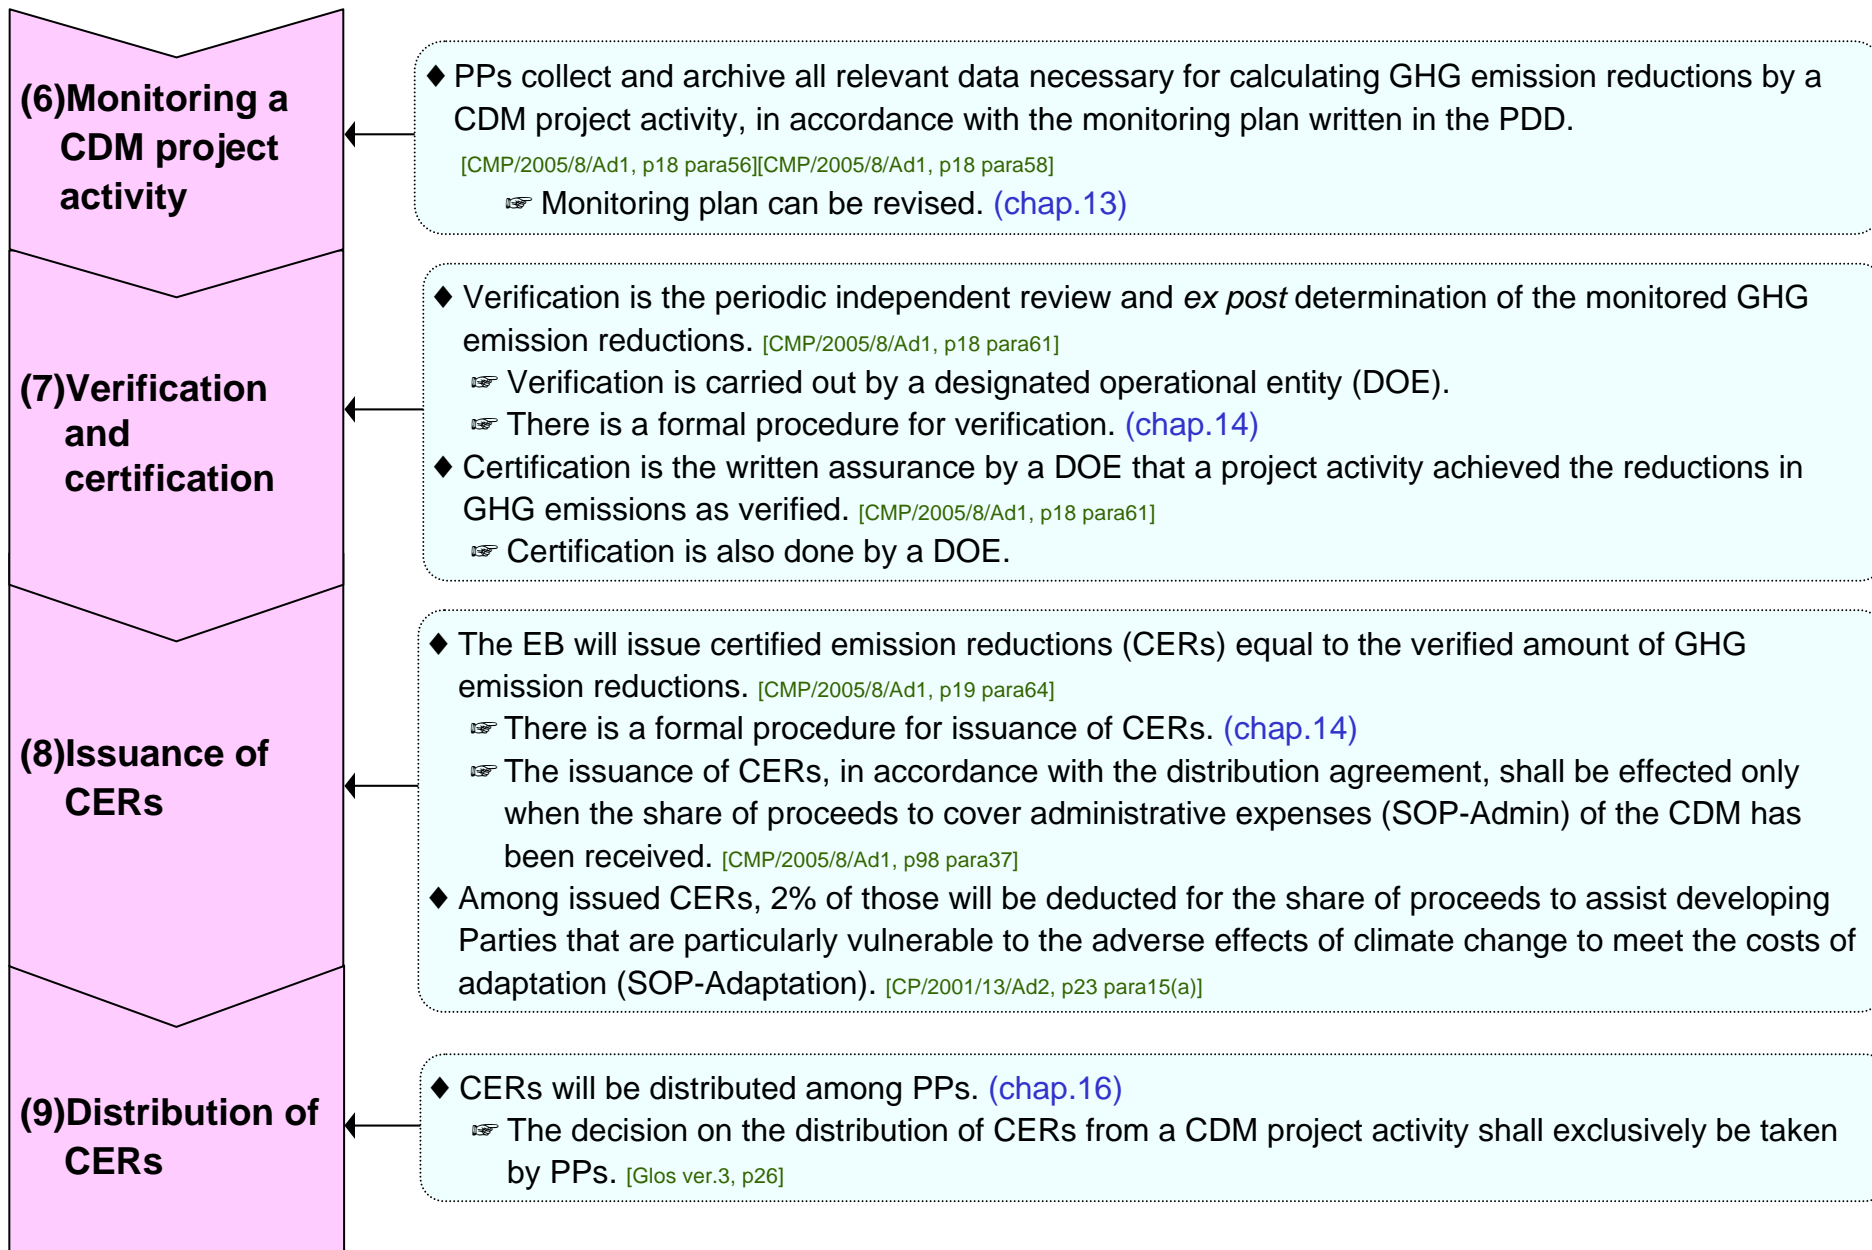 (6)Monitoring a
CDM project
activity
♦ PPs collect and archive all relevant data necessary for calculating GHG emission reductions by a
CDM project activity, in accordance with the monitoring plan written in the PDD.
[CMP/2005/8/Ad1, p18 para56][CMP/2005/8/Ad1, p18 para58]
☞ Monitoring plan can be revised. (chap.13)
(7)Verification
and
certification
♦ Verification is the periodic independent review and ex post determination of the monitored GHG
emission reductions. [CMP/2005/8/Ad1, p18 para61]
☞ Verification is carried out by a designated operational entity (DOE).
☞ There is a formal procedure for verification. (chap.14)
♦ Certification is the written assurance by a DOE that a project activity achieved the reductions in
GHG emissions as verified. [CMP/2005/8/Ad1, p18 para61]
☞ Certification is also done by a DOE.
(8)Issuance of
CERs
♦ The EB will issue certified emission reductions (CERs) equal to the verified amount of GHG
emission reductions. [CMP/2005/8/Ad1, p19 para64]
☞ There is a formal procedure for issuance of CERs. (chap.14)
☞ The issuance of CERs, in accordance with the distribution agreement, shall be effected only
when the share of proceeds to cover administrative expenses (SOP-Admin) of the CDM has
been received. [CMP/2005/8/Ad1, p98 para37]
♦ Among issued CERs, 2% of those will be deducted for the share of proceeds to assist developing
Parties that are particularly vulnerable to the adverse effects of climate change to meet the costs of
adaptation (SOP-Adaptation). [CP/2001/13/Ad2, p23 para15(a)]
(9)Distribution of
CERs
♦ CERs will be distributed among PPs. (chap.16)
☞ The decision on the distribution of CERs from a CDM project activity shall exclusively be taken
by PPs. [Glos ver.3, p26]